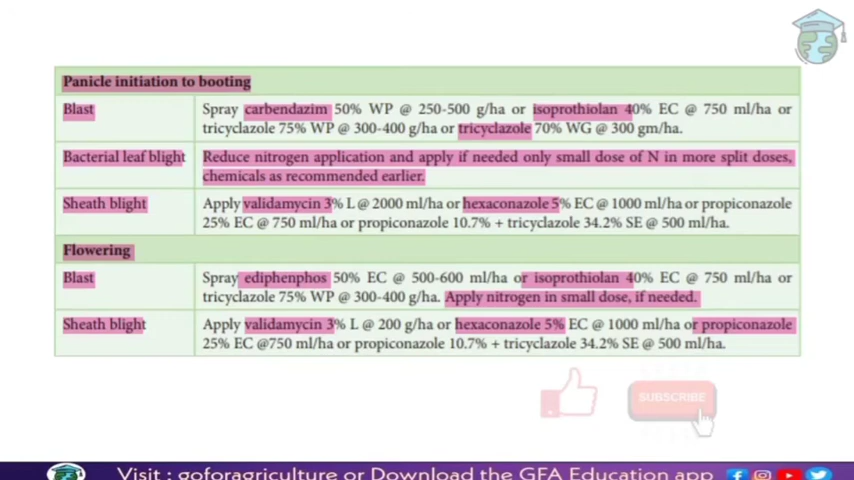 Panicle initiation to booting
Blast
Spray carbendazim 50% WP @ 250-500 g/ha or isoprothiolan 40% EC @ 750 ml/ha or
tricyclazole 75% WP @ 300-400 g/ha or tricyclazole 70% WG @ 300 gm/ha.
Bacterial leaf blight
Reduce nitrogen application and apply if needed only small dose of N in more split doses,
chemicals as recommended earlier.
Sheath blight
Apply validamycin 3% L @ 2000 ml/ha or hexaconazole 5% EC @ 1000 ml/ha or propiconazole
25% EC @ 750 ml/ha or propiconazole 10.7% + tricyclazole 34.2% SE @ 500 ml/ha.
Flowering
Blast
Spray ediphenphos 50% EC @ 500-600 ml/ha or isoprothiolan 40% EC @ 750 ml/ha or
tricyclazole 75% WP @ 300-400 g/ha. Apply nitrogen in small dose, if needed.
Sheath blight
Apply validamycin 3% L @ 200 g/ha or hexaconazole 5% EC @ 1000 ml/ha or propiconazole
25% EC @750 ml/ha or propiconazole 10.7% + tricyclazole 34.2% SE @ 500 ml/ha.
SUBSCRIBE
Visit : goforagriculture or Download the GFA Education app